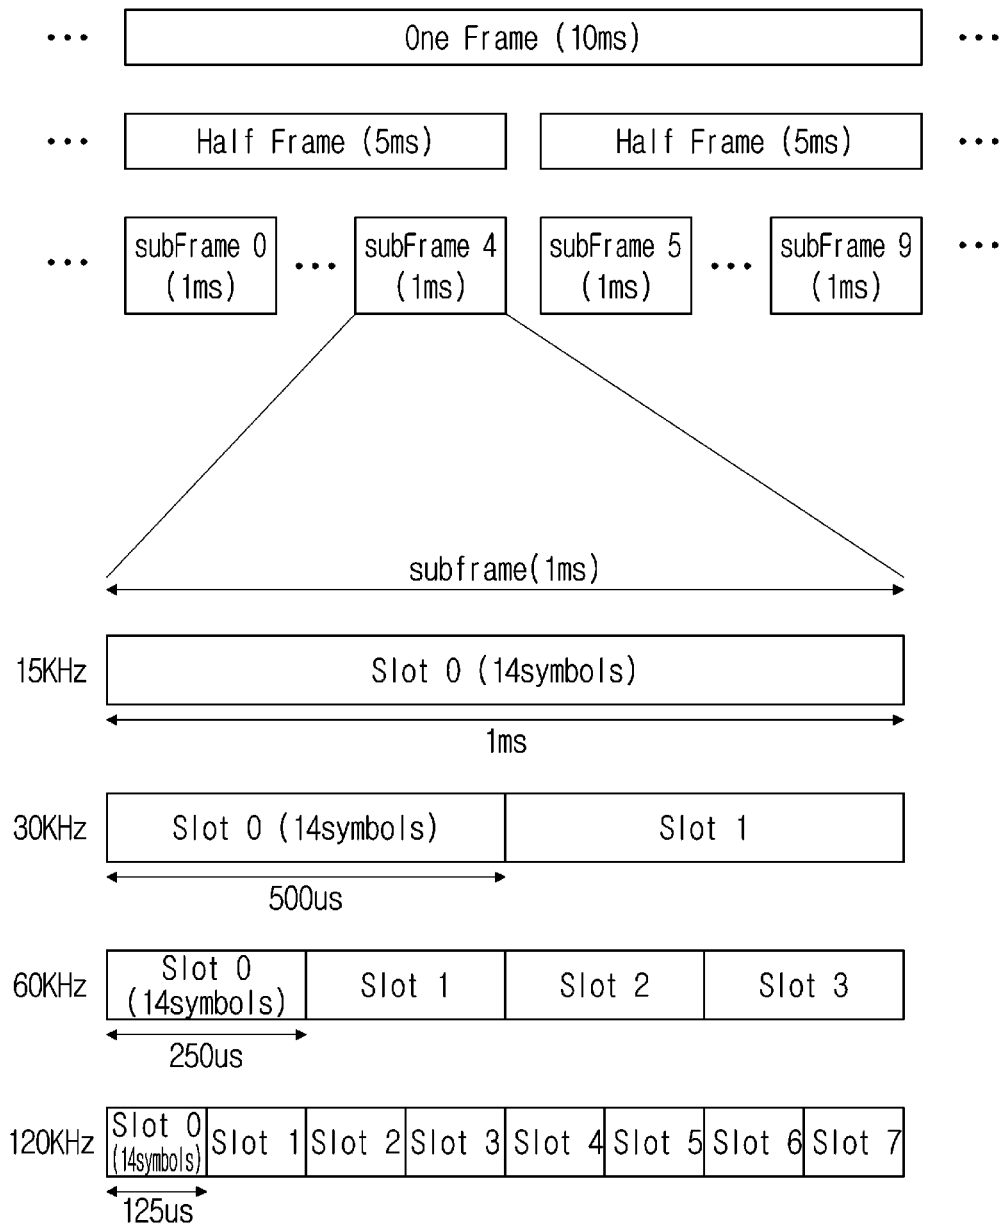 ••• One Frame (10ms) •••
••• Half Frame (5ms) Half Frame (5ms) •••
subFrame 0 subFrame 4 subFrame 5 subFrame 9
••• (1ms) ••• (1ms) (1ms) ••• (1ms) •••
subframe(1ms)
15KHz Slot 0 (14symbols)
1ms
30KHz Slot 0 (14symbols) Slot 1
500us
60KHz Slot 0 (14symbols) Slot 1 Slot 2 Slot 3
250us
120KHz Slot 0 (14symbols) Slot 1 Slot 2 Slot 3 Slot 4 Slot 5 Slot 6 Slot 7
125us